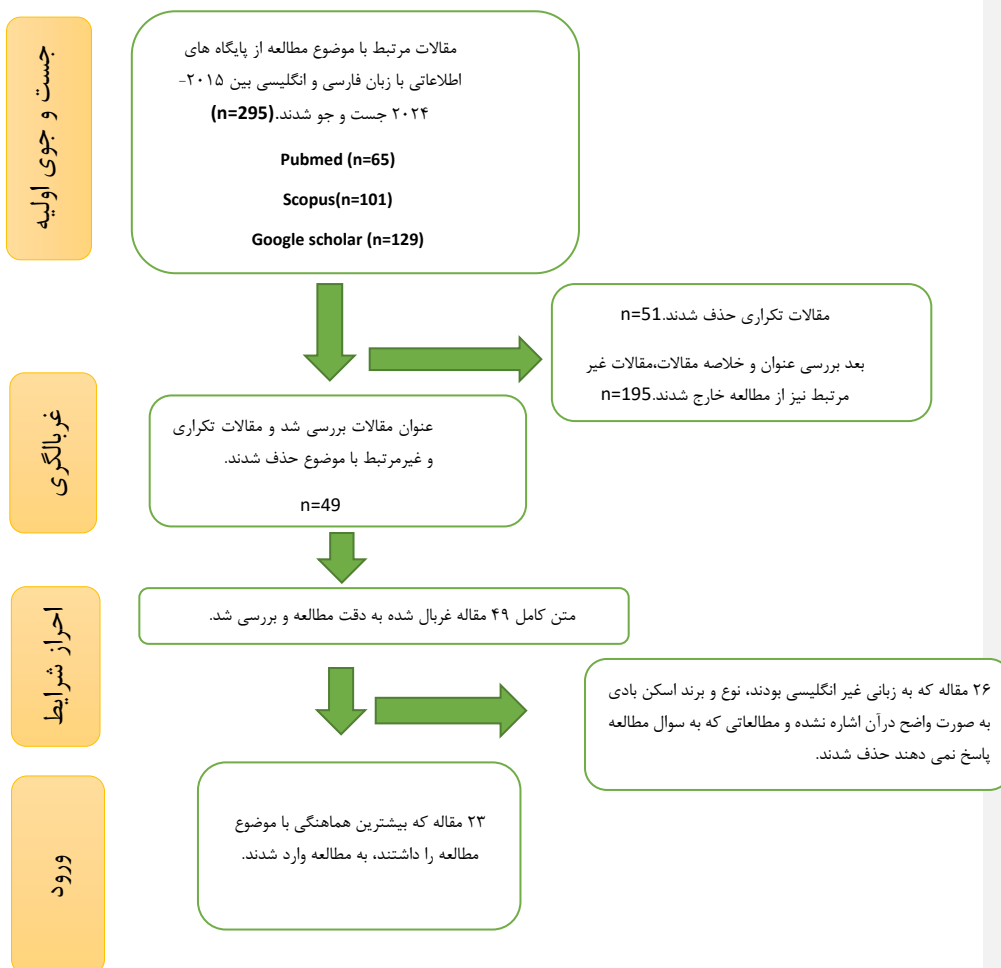 جست و جوی اولیه
مقالات مرتبط با موضوع مطالعه از پایگاه های
اطلاعاتی با زبان فارسی و انگلیسی بین ۲۰۱۵-
۲۰۲۴ جست و جو شدند.(n=295)
Pubmed (n=65)
Scopus(n=101)
Google scholar (n=129)
مقالات تکراری حذف شدند.n=51
بعد بررسی عنوان و خلاصه مقالات،مقالات غیر
مرتبط نیز از مطالعه خارج شدند.n=195
غربالگری
عنوان مقالات بررسی شد و مقالات تکراری
و غیرمرتبط با موضوع حذف شدند.
n=49
احراز شرایط
متن کامل ۴۹ مقاله غربال شده به دقت مطالعه و بررسی شد.
۲۶ مقاله که به زبانی غیر انگلیسی بودند، نوع و برند اسکن بادی
به صورت واضح درآن اشاره نشده و مطالعاتی که به سوال مطالعه
پاسخ نمی دهند حذف شدند.
ورود
۲۳ مقاله که بیشترین هماهنگی با موضوع
مطالعه را داشتند، به مطالعه وارد شدند.